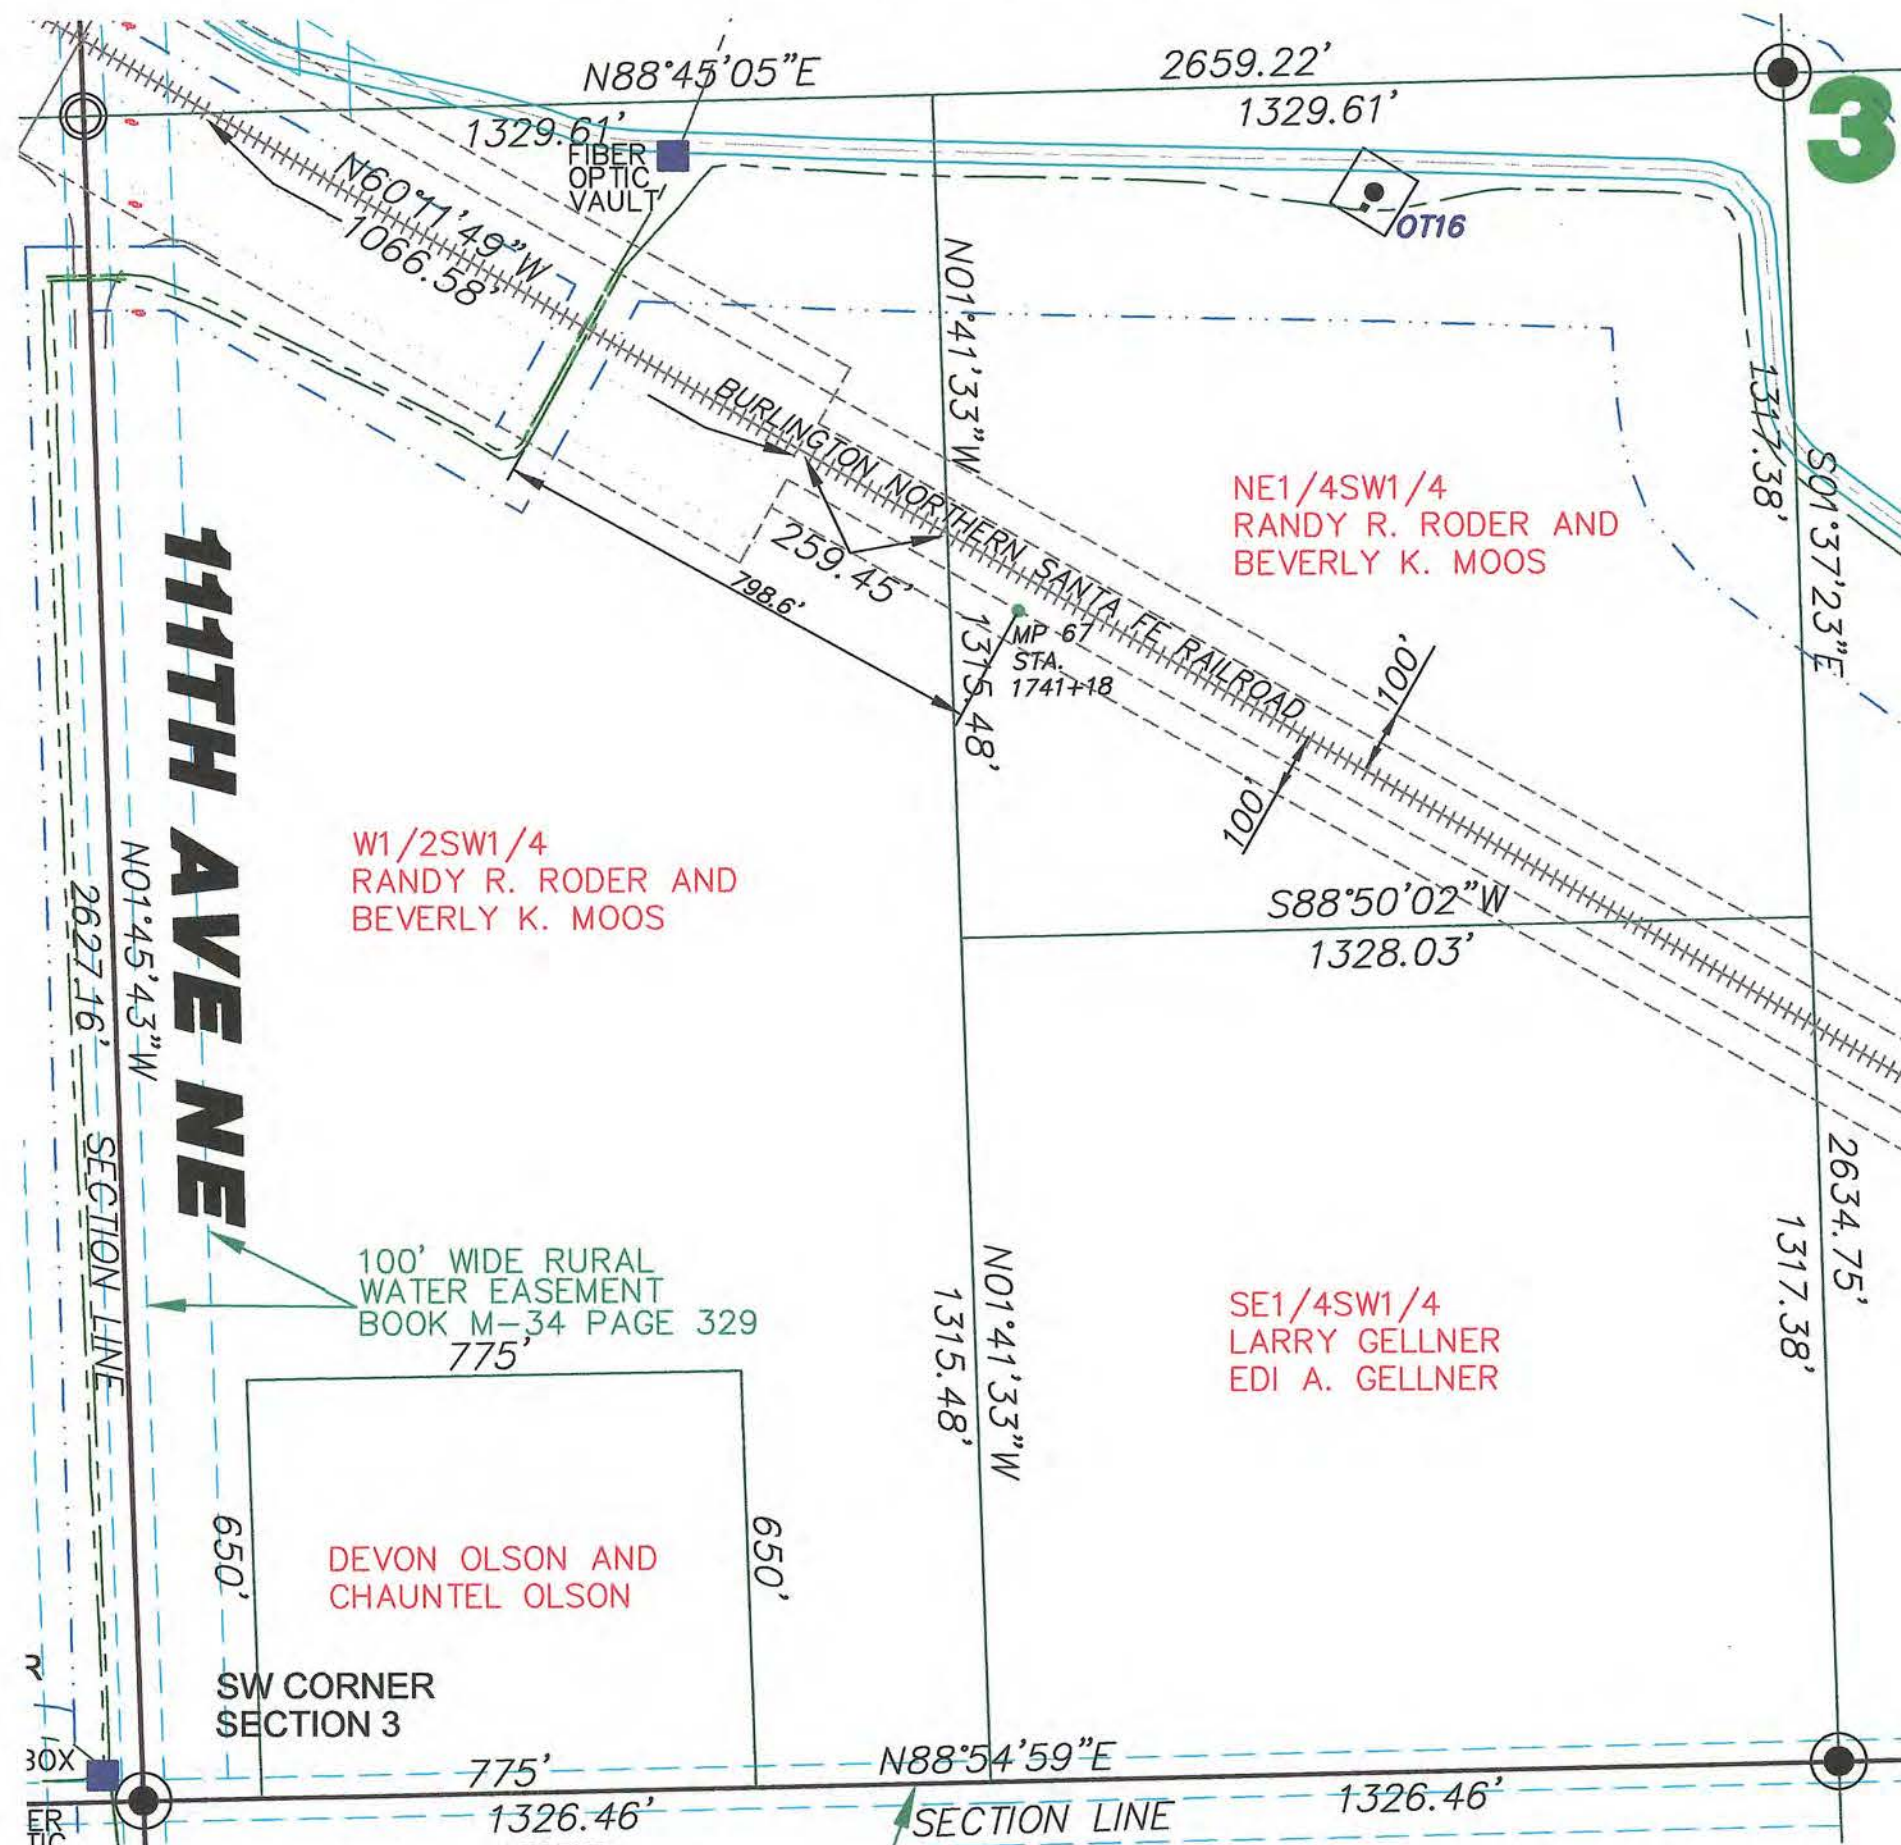 N88°45'05"E
2659.22'
1329.61'
1329.61'
3
FIBER
OPTIC
VAULT
N60°11'49"W
1066.58'
OT16
N01°41'33"W
1317.38'
S01°37'23"E
BURLINGTON NORTHERN SANTA FE RAILROAD
NE1/4SW1/4
RANDY R. RODER AND
BEVERLY K. MOOS
259.45'
798.6'
MP 67
STA.
1741+18
1315.48'
100'
100'
111TH AVE NE
W1/2SW1/4
RANDY R. RODER AND
BEVERLY K. MOOS
N01°45'43"W
2627.16'
SECTION LINE
S88°50'02"W
1328.03'
2634.75'
1317.38'
100' WIDE RURAL
WATER EASEMENT
BOOK M-34 PAGE 329
N01°41'33"W
1315.48'
SE1/4SW1/4
LARRY GELLNER
EDI A. GELLNER
775'
650'
650'
DEVON OLSON AND
CHAUNTEL OLSON
SW CORNER
SECTION 3
775'
N88°54'59"E
1326.46'
SECTION LINE
1326.46'
BOX
ER
TIC